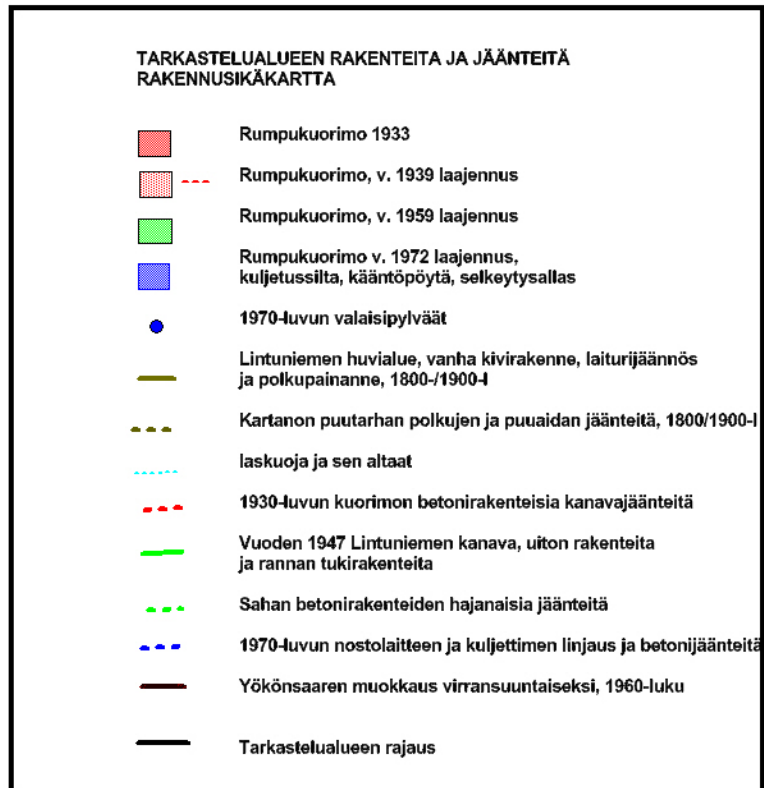 TARKASTELUALUEEN RAKENTEITA JA JÄÄNTEITÄ
RAKENNUSIKÄKARTTA
Rumpukuorimo 1933
Rumpukuorimo, v. 1939 laajennus
Rumpukuorimo, v. 1959 laajennus
Rumpukuorimo v. 1972 laajennus,
kuljetussilta, kääntöpöytä, selkeytysallas
1970-luvun valaisipylväät
Lintuniemen huvialue, vanha kivirakenne, laiturijäännös
ja polkupainanne, 1800-/1900-l
Kartanon puutarhan polkujen ja puuaidan jäänteitä, 1800/1900-l
laskuoja ja sen altaat
1930-luvun kuorimon betonirakenteisia kanavajäänteitä
Vuoden 1947 Lintuniemen kanava, uiton rakenteita
ja rannan tukirakenteita
Sahan betonirakenteiden hajanaisia jäänteitä
1970-luvun nostolaitteen ja kuljettimen linjaus ja betonijäänteitä
Yökönsaaren muokkaus virransuuntaiseksi, 1960-luku
Tarkastelualueen rajaus